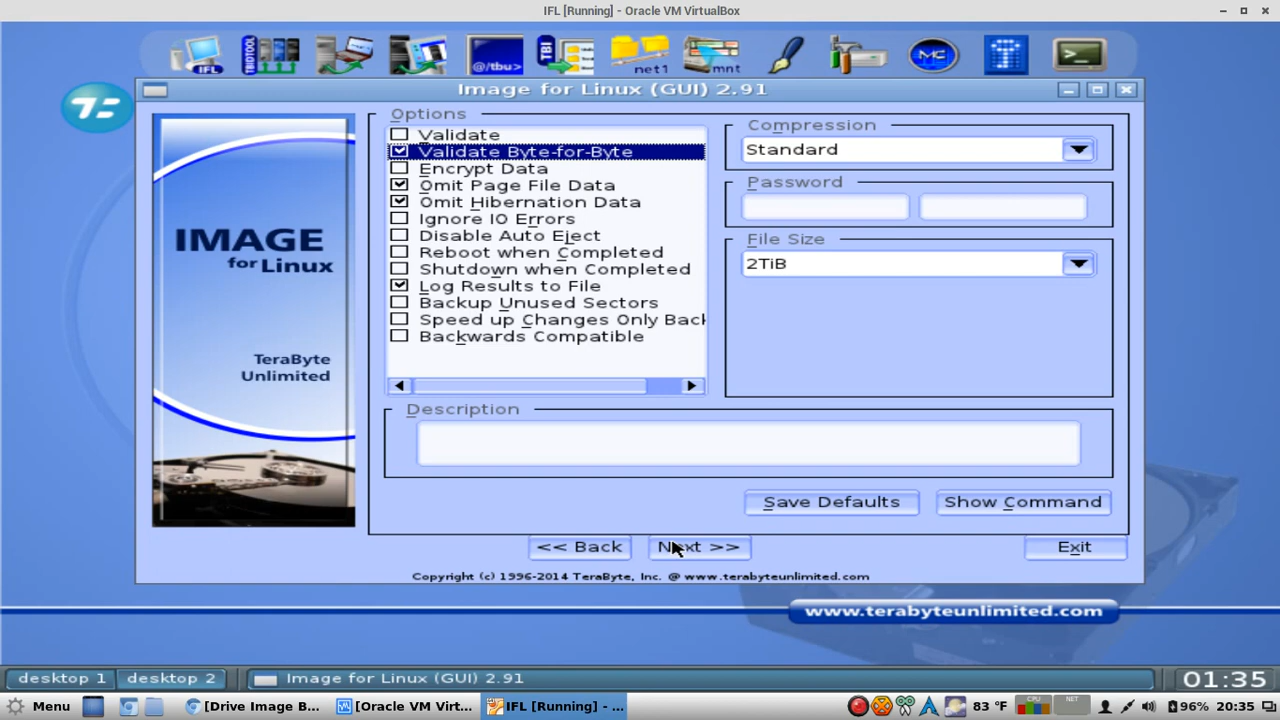 IFL [Running] - Oracle VM VirtualBox
IFL
TBIDTOOL
@/tbu>
TBI
net1
mnt
MC
Image for Linux (GUI) 2.91
IMAGE
for Linux
TeraByte
Unlimited
Options
Validate
Validate Byte-for-Byte
Encrypt Data
Omit Page File Data
Omit Hibernation Data
Ignore IO Errors
Disable Auto Eject
Reboot when Completed
Shutdown when Completed
Log Results to File
Backup Unused Sectors
Speed up Changes Only Back
Backwards Compatible
Compression
Standard
Password
File Size
2TiB
Description
Save Defaults
Show Command
<< Back
Next >>
Exit
Copyright (c) 1996-2014 TeraByte, Inc. @ www.terabyteunlimited.com
www.terabyteunlimited.com
desktop 1
desktop 2
Image for Linux (GUI) 2.91
01:35
Menu
[Drive Image B...
[Oracle VM Virt...
IFL [Running] - ...
83 °F
CPU
NET
96%
20:35